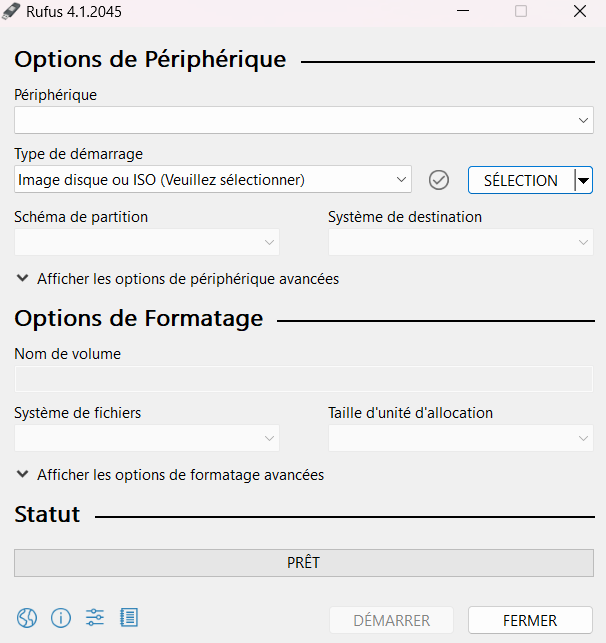 Rufus 4.1.2045
Options de Périphérique
Périphérique
Type de démarrage
Image disque ou ISO (Veuillez sélectionner)
SÉLECTION
Schéma de partition
Système de destination
Afficher les options de périphérique avancées
Options de Formatage
Nom de volume
Système de fichiers
Taille d'unité d'allocation
Afficher les options de formatage avancées
Statut
PRÊT
DÉMARRER
FERMER